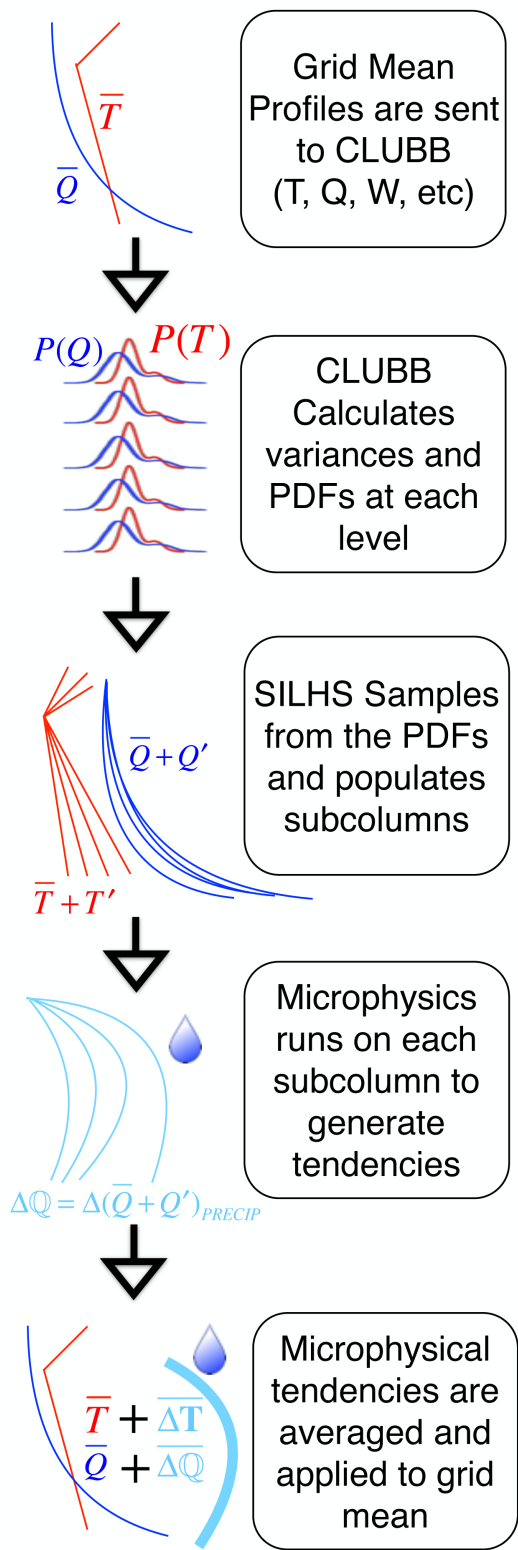 T̅
Q̅
Grid Mean
Profiles are sent
to CLUBB
(T, Q, W, etc)
P(Q) P(T)
CLUBB
Calculates
variances and
PDFs at each
level
Q̅ + Q′
T̅ + T′
SILHS Samples
from the PDFs
and populates
subcolumns
Δℚ = Δ(Q̅ + Q′)PRECIP
Microphysics
runs on each
subcolumn to
generate
tendencies
T̅ + Δ̅T̅
Q̅ + Δ̅ℚ̅
Microphysical
tendencies are
averaged and
applied to grid
mean